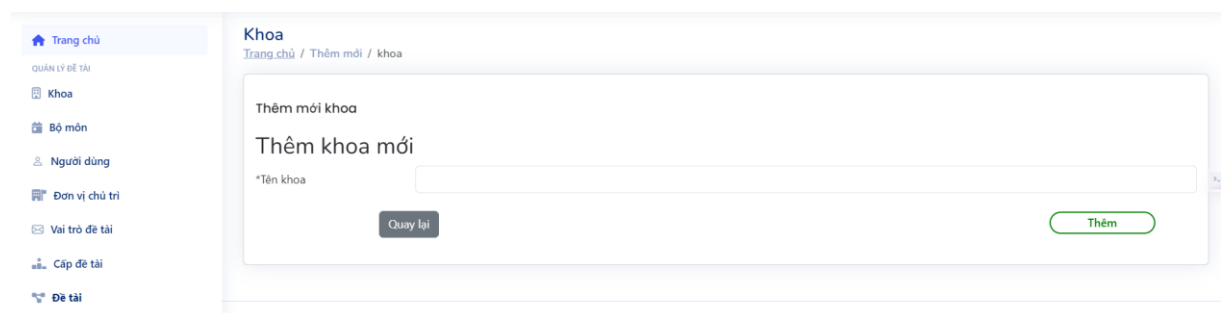 Trang chủ
QUẢN LÝ ĐỀ TÀI
Khoa
Bộ môn
Người dùng
Đơn vị chủ trì
Vai trò đề tài
Cấp đề tài
Đề tài
Khoa
Trang chủ / Thêm mới / khoa
Thêm mới khoa
Thêm khoa mới
*Tên khoa
Quay lại
Thêm